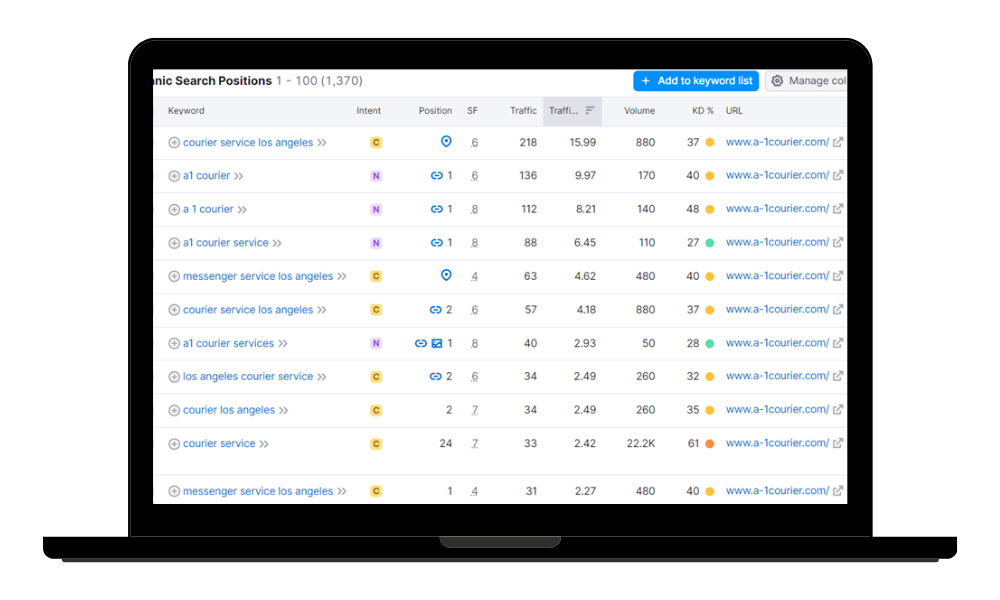 nic Search Positions 1 - 100 (1,370) + Add to keyword list Manage col
Keyword Intent Position SF Traffic Traffi... Volume KD % URL
courier service los angeles C 6 218 15.99 880 37 www.a-1courier.com/
a1 courier N 1 6 136 9.97 170 40 www.a-1courier.com/
a 1 courier N 1 8 112 8.21 140 48 www.a-1courier.com/
a1 courier service N 1 8 88 6.45 110 27 www.a-1courier.com/
messenger service los angeles C 4 63 4.62 480 40 www.a-1courier.com/
courier service los angeles C 2 6 57 4.18 880 37 www.a-1courier.com/
a1 courier services N 1 8 40 2.93 50 28 www.a-1courier.com/
los angeles courier service C 2 6 34 2.49 260 32 www.a-1courier.com/
courier los angeles C 2 7 34 2.49 260 35 www.a-1courier.com/
courier service C 24 7 33 2.42 22.2K 61 www.a-1courier.com/
messenger service los angeles C 1 4 31 2.27 480 40 www.a-1courier.com/